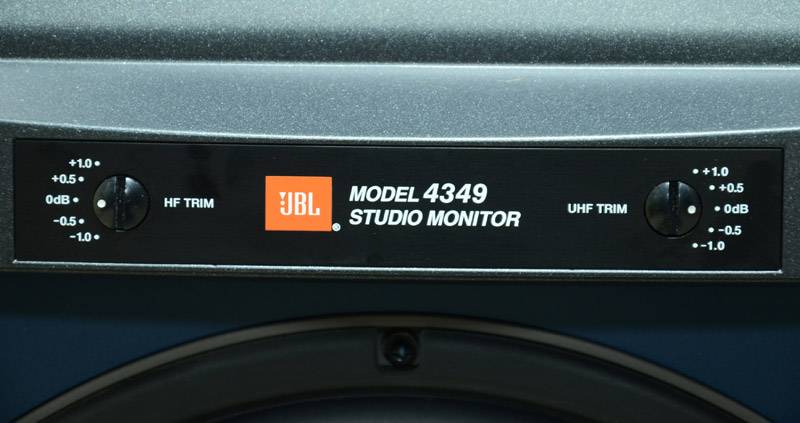 +1.0
+0.5
0dB
-0.5
-1.0
HF TRIM
JBL
®
MODEL 4349
STUDIO MONITOR
UHF TRIM
+1.0
+0.5
0dB
-0.5
-1.0